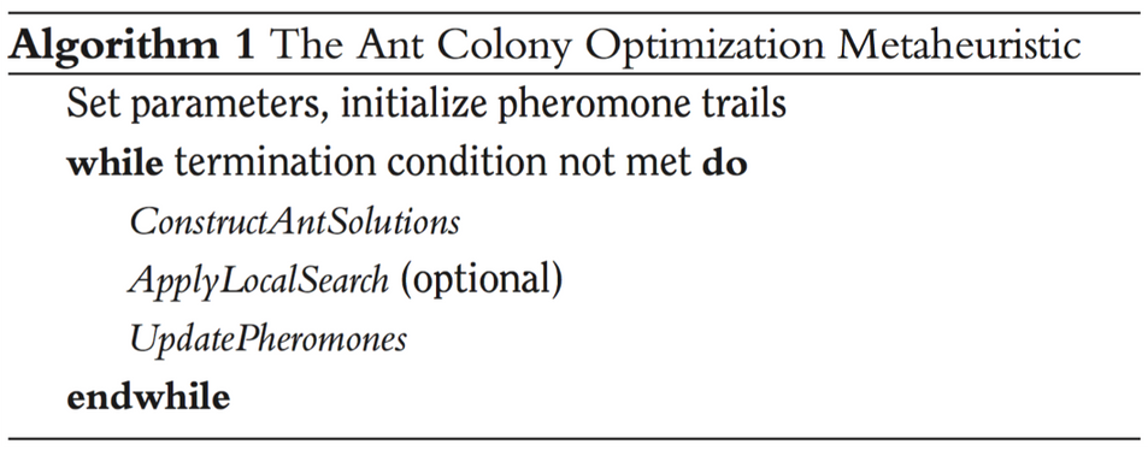 Algorithm 1 The Ant Colony Optimization Metaheuristic
Set parameters, initialize pheromone trails
while termination condition not met do
ConstructAntSolutions
ApplyLocalSearch (optional)
UpdatePheromones
endwhile